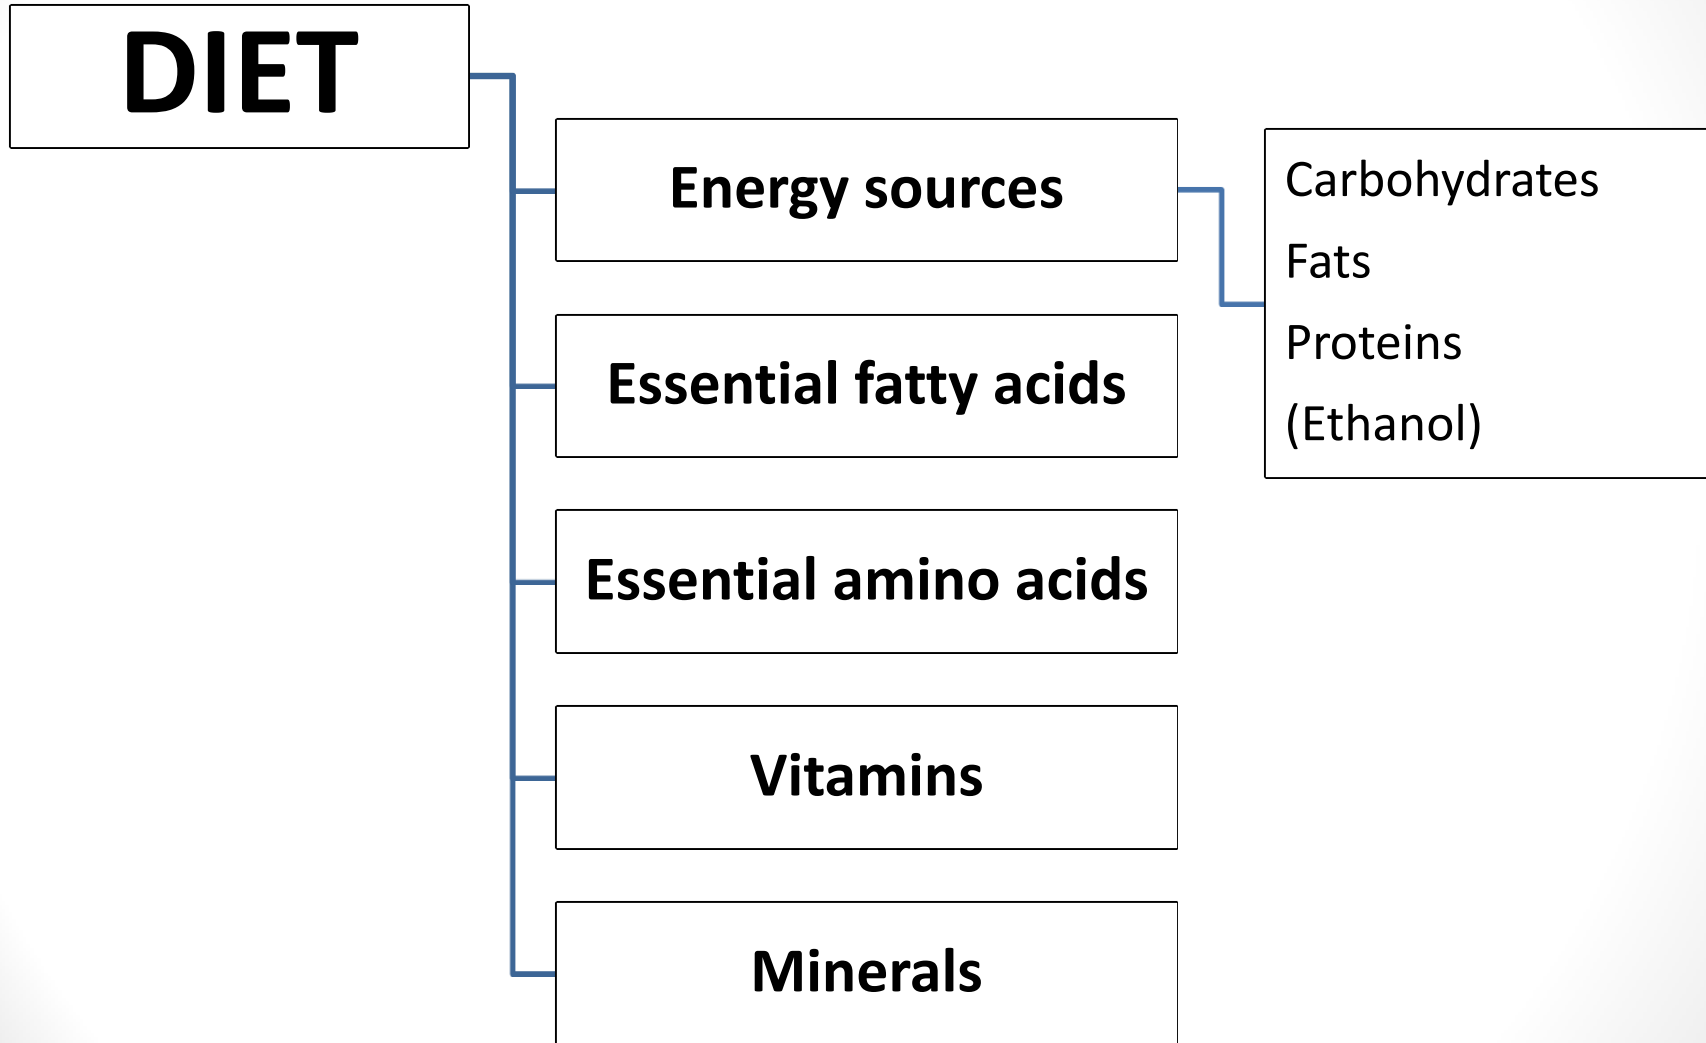 DIET
Energy sources
Carbohydrates
Fats
Proteins
(Ethanol)
Essential fatty acids
Essential amino acids
Vitamins
Minerals